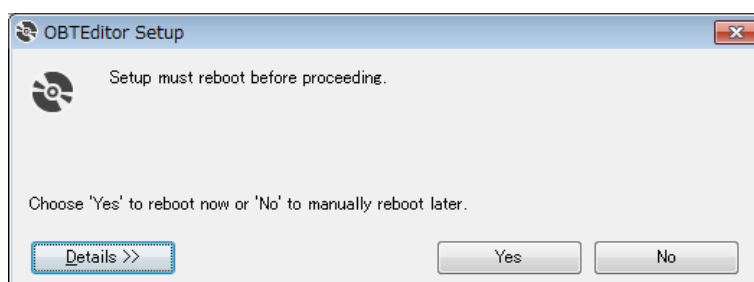 OBTEditor Setup
Setup must reboot before proceeding.
Choose 'Yes' to reboot now or 'No' to manually reboot later.
Details >>
Yes
No